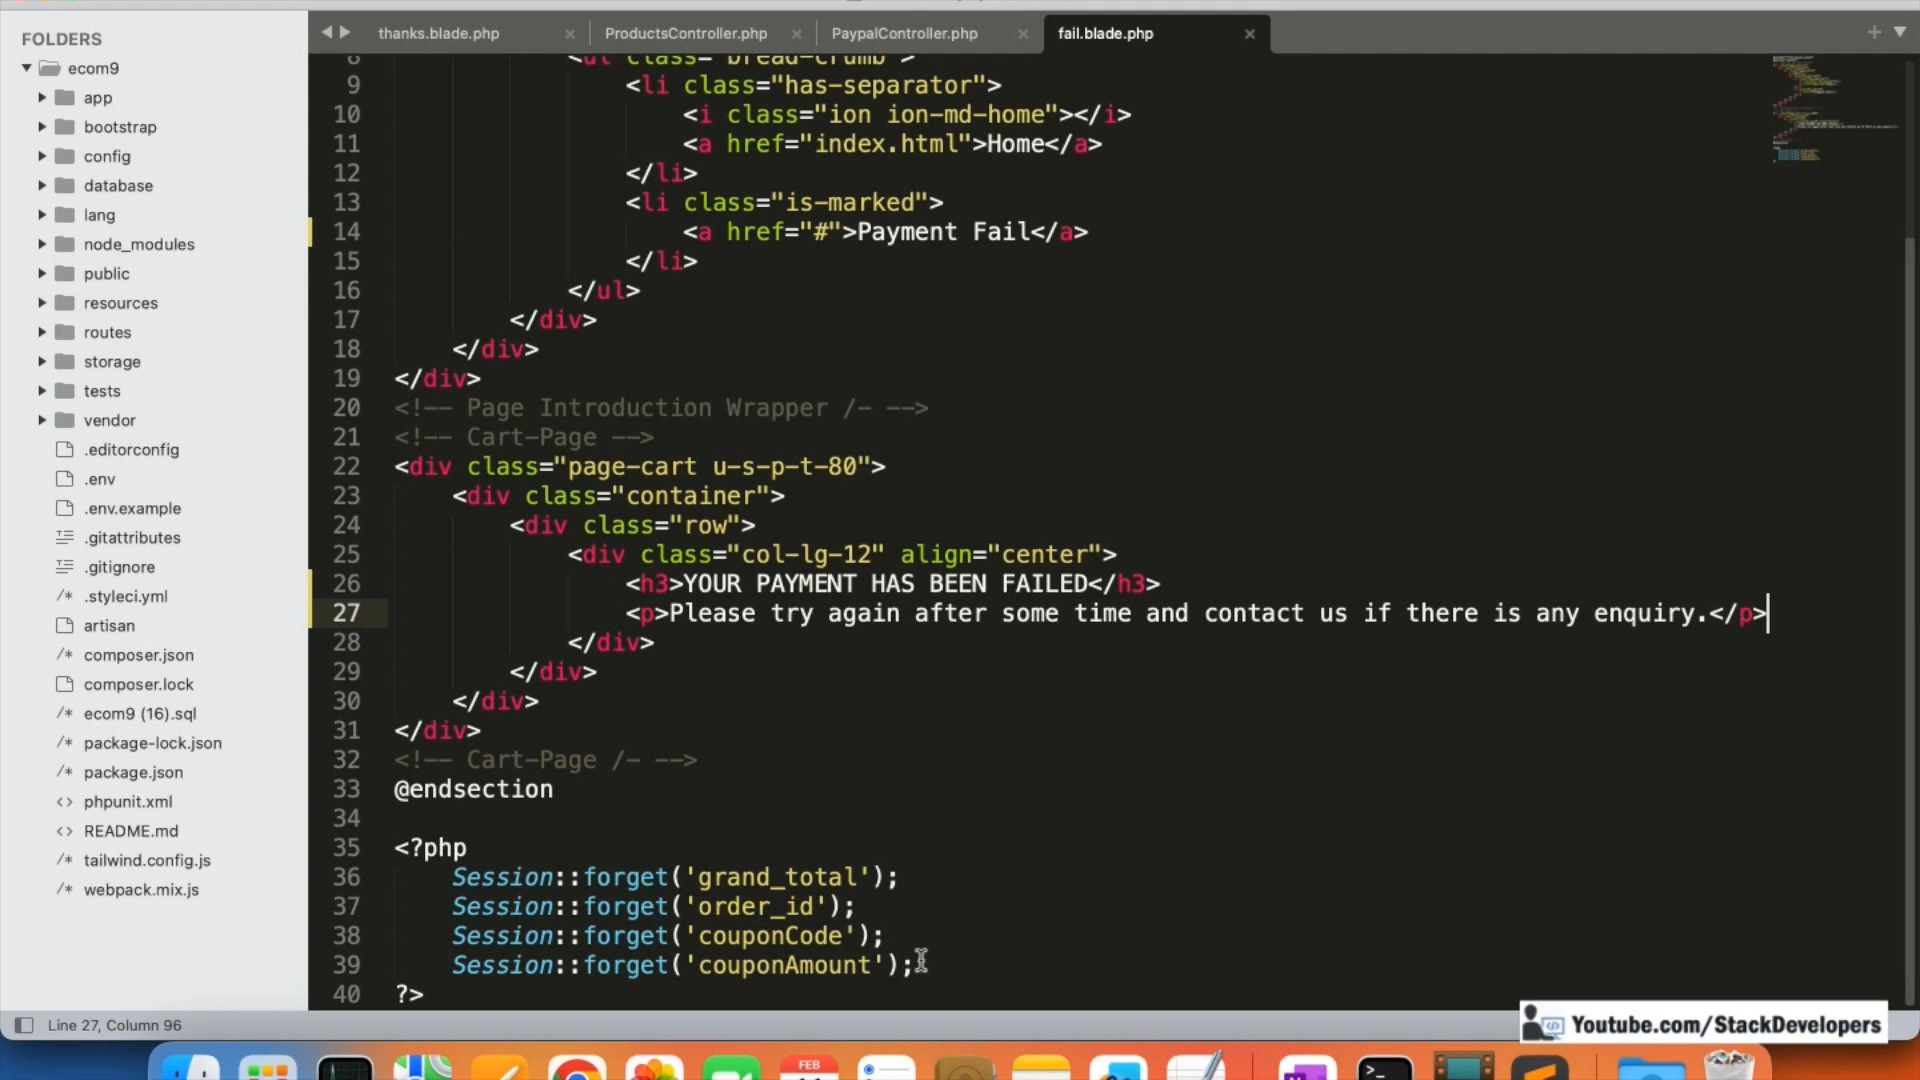 FOLDERS
ecom9
app
bootstrap
config
database
lang
node_modules
public
resources
routes
storage
tests
vendor
.editorconfig
.env
.env.example
.gitattributes
.gitignore
/* .styleci.yml
artisan
/* composer.json
composer.lock
/* ecom9 (16).sql
/* package-lock.json
/* package.json
<> phpunit.xml
<> README.md
/* tailwind.config.js
/* webpack.mix.js
thanks.blade.php × ProductsController.php × PaypalController.php × fail.blade.php ×
8 <ul class="bread-crumb">
9 <li class="has-separator">
10 <i class="ion ion-md-home"></i>
11 <a href="index.html">Home</a>
12 </li>
13 <li class="is-marked">
14 <a href="#">Payment Fail</a>
15 </li>
16 </ul>
17 </div>
18 </div>
19 </div>
20 <!-- Page Introduction Wrapper /- -->
21 <!-- Cart-Page -->
22 <div class="page-cart u-s-p-t-80">
23 <div class="container">
24 <div class="row">
25 <div class="col-lg-12" align="center">
26 <h3>YOUR PAYMENT HAS BEEN FAILED</h3>
27 <p>Please try again after some time and contact us if there is any enquiry.</p>
28 </div>
29 </div>
30 </div>
31 </div>
32 <!-- Cart-Page /- -->
33 @endsection
34
35 <?php
36 Session::forget('grand_total');
37 Session::forget('order_id');
38 Session::forget('couponCode');
39 Session::forget('couponAmount');
40 ?>
Line 27, Column 96
Youtube.com/StackDevelopers
FEB